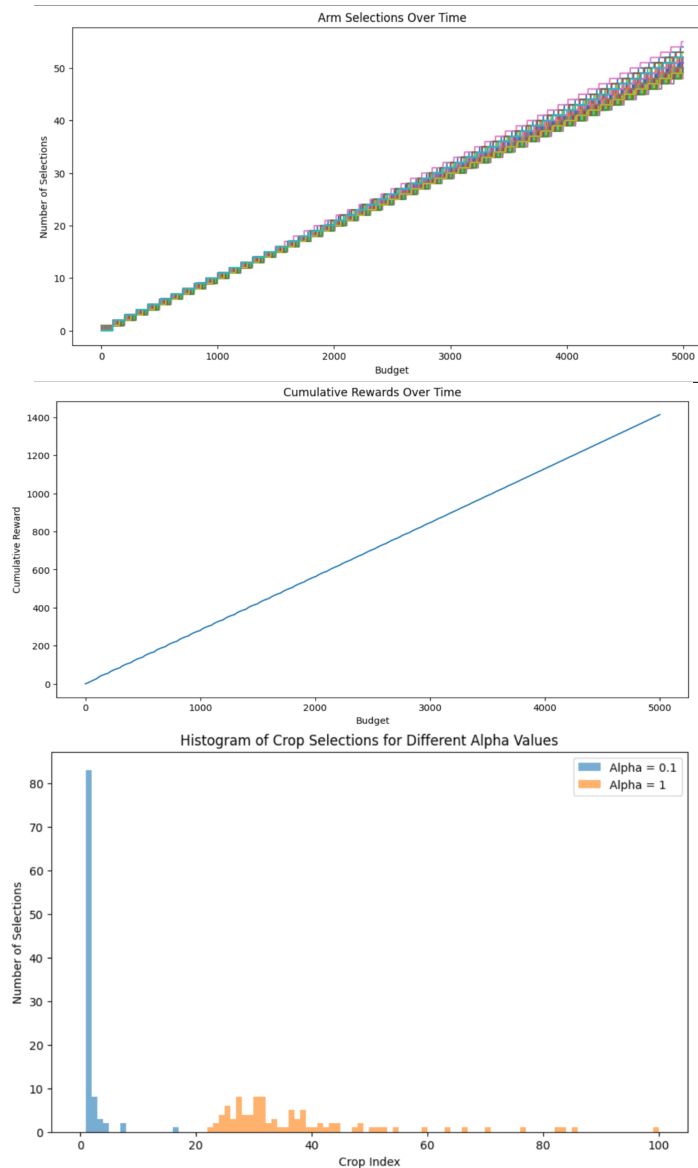 Arm Selections Over Time
Number of Selections
50
40
30
20
10
0
0 1000 2000 3000 4000 5000
Budget
Cumulative Rewards Over Time
Cumulative Reward
1400
1200
1000
800
600
400
200
0
0 1000 2000 3000 4000 5000
Budget
Histogram of Crop Selections for Different Alpha Values
Alpha = 0.1
Alpha = 1
Number of Selections
80
70
60
50
40
30
20
10
0
0 20 40 60 80 100
Crop Index